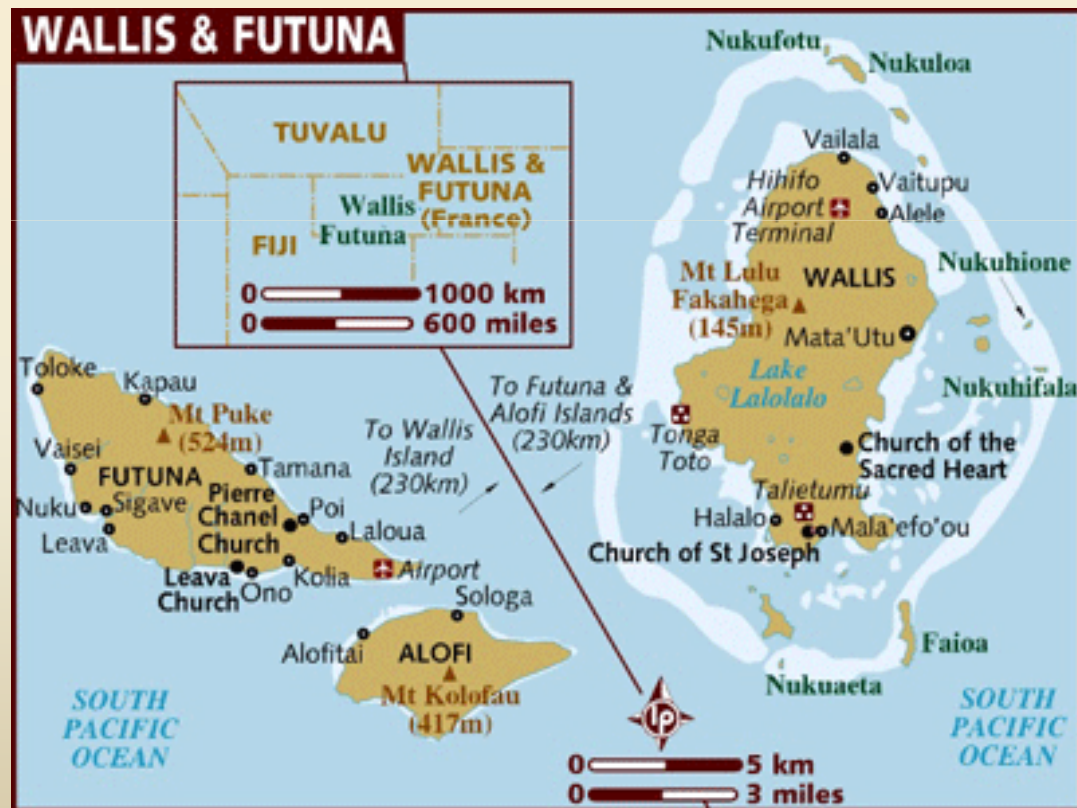 WALLIS & FUTUNA
TUVALU
WALLIS &
FUTUNA
(France)
Wallis
Futuna
FIJI
0 1000 km
0 600 miles
Nukufotu
Nukuloa
Vailala
Hihifo
Airport
Terminal
Vaitupu
Alele
Mt Lulu
Fakahega
(145m)
WALLIS
Nukuhione
Mata'Utu
Lake
Lalolalo
Nukuhifala
Tonga
Toto
Church of the
Sacred Heart
Talietumu
Halalo
Mala'efo'ou
Church of St Joseph
Faioa
Nukuaeta
Toloke
Kapau
Mt Puke
(524m)
To Wallis
Island
(230km)
To Futuna &
Alofi Islands
(230km)
Vaisei
FUTUNA
Tamana
Nuku
Sigave
Pierre
Chanel
Church
Poi
Leava
Laloua
Leava
Church
Ono
Kolia
Airport
Sologa
Alofitai
ALOFI
Mt Kolofau
(417m)
SOUTH
PACIFIC
OCEAN
SOUTH
PACIFIC
OCEAN
lp
0 5 km
0 3 miles